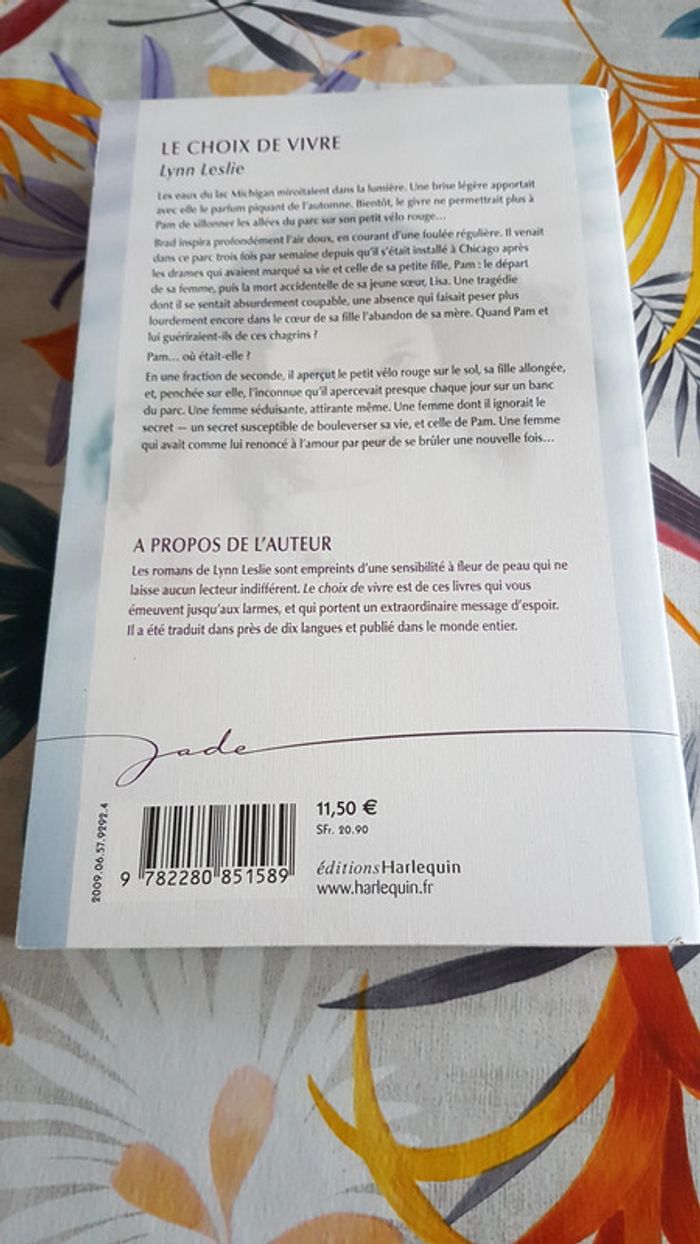 LE CHOIX DE VIVRE
Lynn Leslie
Les eaux du lac Michigan miroitaient dans la lumière. Une brise légère apportait
avec elle le parfum piquant de l'automne. Bientôt, le givre ne permettrait plus à
Pam de sillonner les allées du parc sur son petit vélo rouge...
Brad inspira profondément l'air doux, en courant d'une foulée régulière. Il venait
dans ce parc trois fois par semaine depuis qu'il s'était installé à Chicago après
les drames qui avaient marqué sa vie et celle de sa petite fille, Pam : le départ
de sa femme, puis la mort accidentelle de sa jeune sœur, Lisa. Une tragédie
dont il se sentait absurdement coupable, une absence qui faisait peser plus
lourdement encore dans le cœur de sa fille l'abandon de sa mère. Quand Pam et
lui guériraient-ils de ces chagrins ?
Pam... où était-elle ?
En une fraction de seconde, il aperçut le petit vélo rouge sur le sol, sa fille allongée,
et, penchée sur elle, l'inconnue qu'il apercevait presque chaque jour sur un banc
du parc. Une femme séduisante, attirante même. Une femme dont il ignorait le
secret — un secret susceptible de bouleverser sa vie, et celle de Pam. Une femme
qui avait comme lui renoncé à l'amour par peur de se brûler une nouvelle fois...
A PROPOS DE L'AUTEUR
Les romans de Lynn Leslie sont empreints d'une sensibilité à fleur de peau qui ne
laisse aucun lecteur indifférent. Le choix de vivre est de ces livres qui vous
émeuvent jusqu'aux larmes, et qui portent un extraordinaire message d'espoir.
Il a été traduit dans près de dix langues et publié dans le monde entier.
Jade
2009.06.57.9292.4
9 782280 851589
11,50 €
SFr. 20.90
éditionsHarlequin
www.harlequin.fr